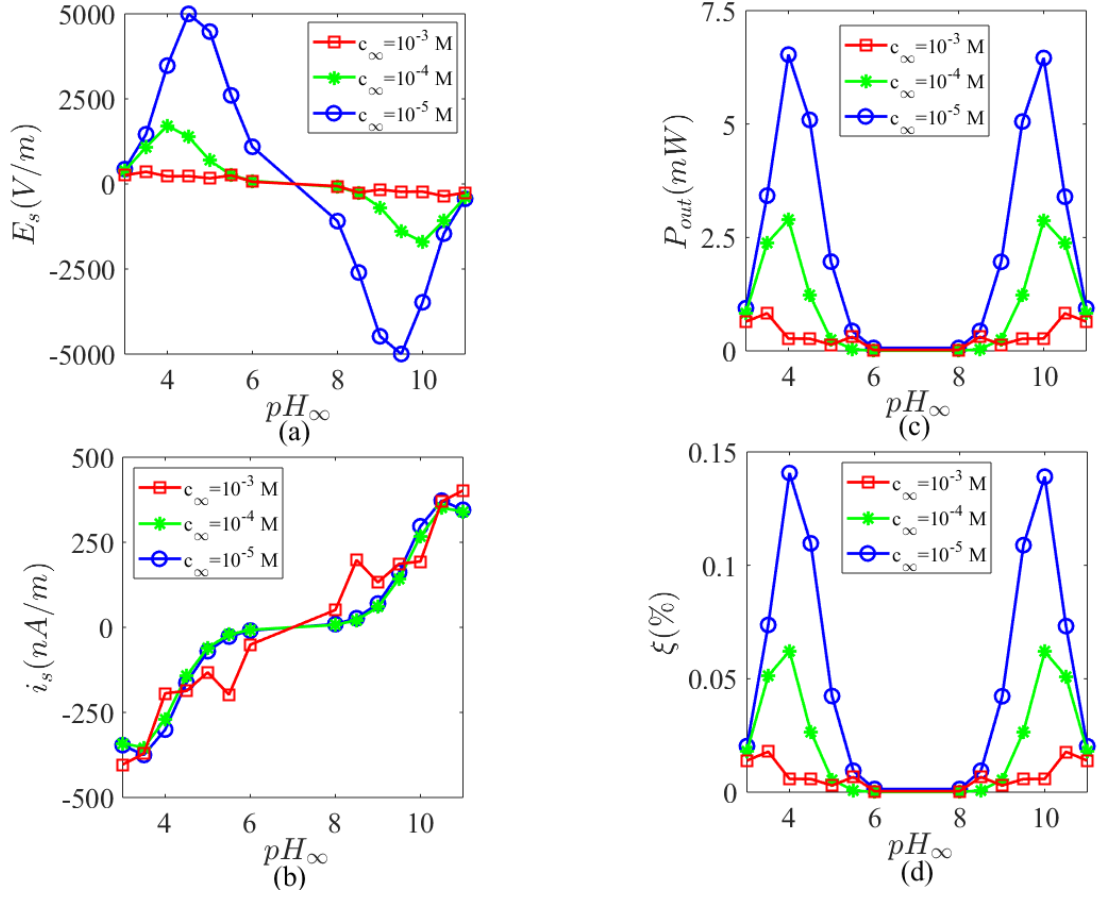 5000
2500
0
-2500
-5000
E_s(V/m)
c_∞=10^-3 M
c_∞=10^-4 M
c_∞=10^-5 M
4 6 8 10
pH_∞
(a)
7.5
5
2.5
0
P_out(mW)
c_∞=10^-3 M
c_∞=10^-4 M
c_∞=10^-5 M
4 6 8 10
pH_∞
(c)
500
250
0
-250
-500
i_s(nA/m)
c_∞=10^-3 M
c_∞=10^-4 M
c_∞=10^-5 M
4 6 8 10
pH_∞
(b)
0.15
0.1
0.05
0
ξ(%)
c_∞=10^-3 M
c_∞=10^-4 M
c_∞=10^-5 M
4 6 8 10
pH_∞
(d)